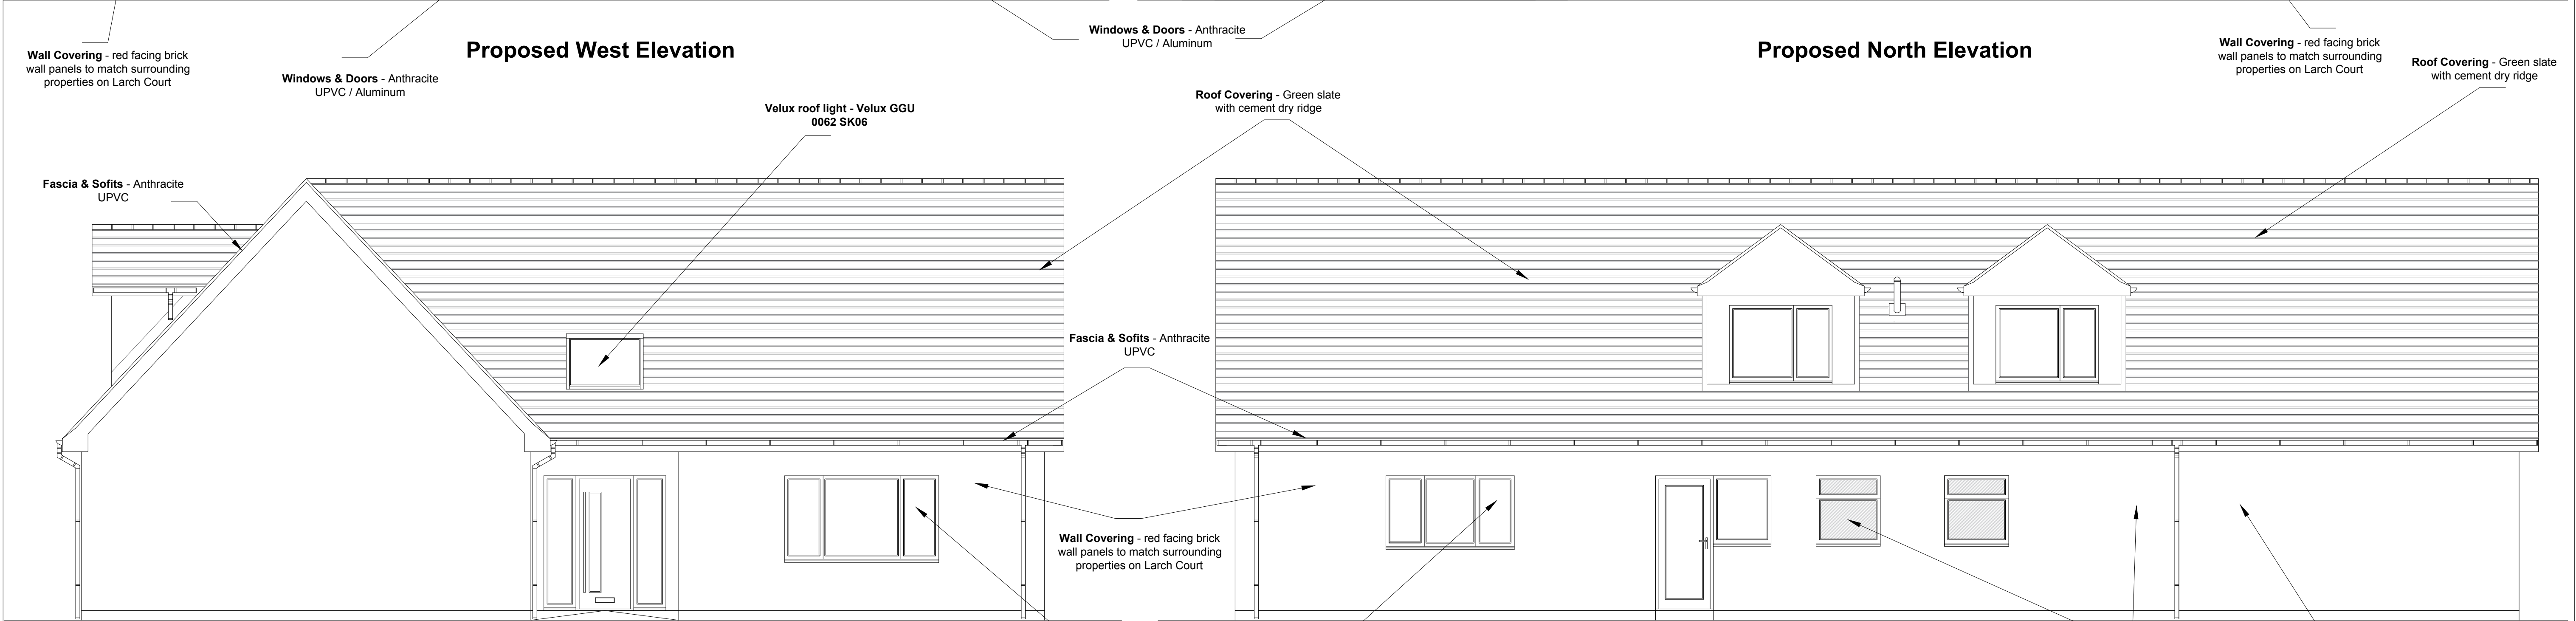 Wall Covering - red facing brick
wall panels to match surrounding
properties on Larch Court
Windows & Doors - Anthracite
UPVC / Aluminum
Proposed West Elevation
Velux roof light - Velux GGU
0062 SK06
Fascia & Sofits - Anthracite
UPVC
Windows & Doors - Anthracite
UPVC / Aluminum
Roof Covering - Green slate
with cement dry ridge
Fascia & Sofits - Anthracite
UPVC
Wall Covering - red facing brick
wall panels to match surrounding
properties on Larch Court
Proposed North Elevation
Wall Covering - red facing brick
wall panels to match surrounding
properties on Larch Court
Roof Covering - Green slate
with cement dry ridge